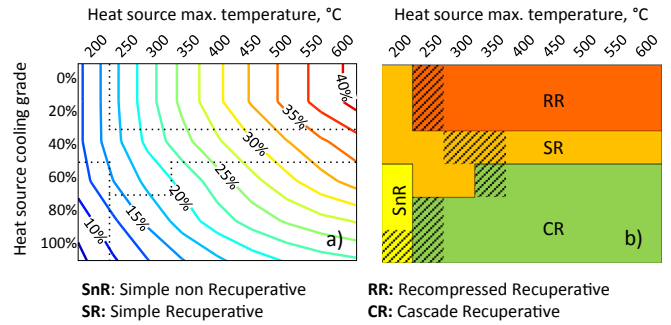 Heat source max. temperature, °C Heat source max. temperature, °C
200 250 300 350 400 450 500 550 600 200 250 300 350 400 450 500 550 600
Heat source cooling grade
0%
20%
40%
60%
80%
100%
40%
35%
30%
25%
20%
15%
10%
a)
RR
SR
SnR
CR
b)
SnR: Simple non Recuperative RR: Recompressed Recuperative
SR: Simple Recuperative CR: Cascade Recuperative